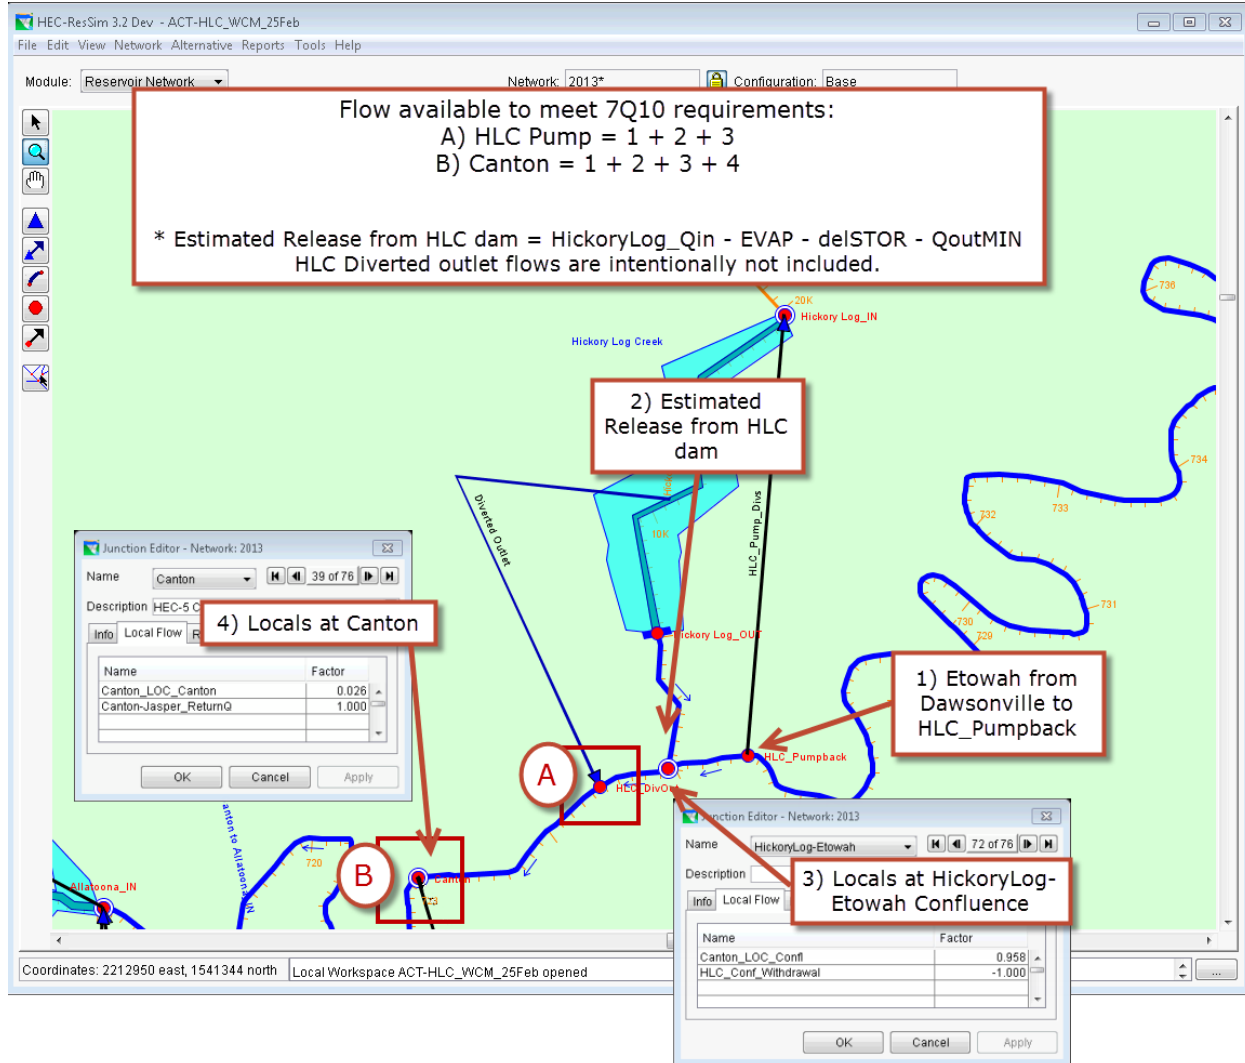 HEC-ResSim 3.2 Dev - ACT-HLC_WCM_25Feb
File Edit View Network Alternative Reports Tools Help
Module: Reservoir Network Network: 2013* Configuration: Base
Flow available to meet 7Q10 requirements:
A) HLC Pump = 1 + 2 + 3
B) Canton = 1 + 2 + 3 + 4
* Estimated Release from HLC dam = HickoryLog_Qin - EVAP - delSTOR - QoutMIN
HLC Diverted outlet flows are intentionally not included.
736
20K
Hickory Log_IN
Hickory Log Creek
2) Estimated
Release from HLC
dam
734
732
733
Diverted Outlet
10K
HLC_Pump_Divs
731
730
729
Junction Editor - Network: 2013
Name Canton 39 of 76
Description HEC-5 C
4) Locals at Canton
Info Local Flow R
Name Factor
Canton_LOC_Canton 0.026
Canton-Jasper_ReturnQ 1.000
OK Cancel Apply
Hickory Log_OUT
1) Etowah from
Dawsonville to
HLC_Pumpback
HLC_Pumpback
A
HLC_DivOut
anton to Allatoona_IN
720
B
Canton
723
Allatoona_IN
Junction Editor - Network: 2013
Name HickoryLog-Etowah 72 of 76
Description
3) Locals at HickoryLog-
Etowah Confluence
Info Local Flow
Name Factor
Canton_LOC_Confl 0.958
HLC_Conf_Withdrawal -1.000
OK Cancel Apply
Coordinates: 2212950 east, 1541344 north Local Workspace ACT-HLC_WCM_25Feb opened
...